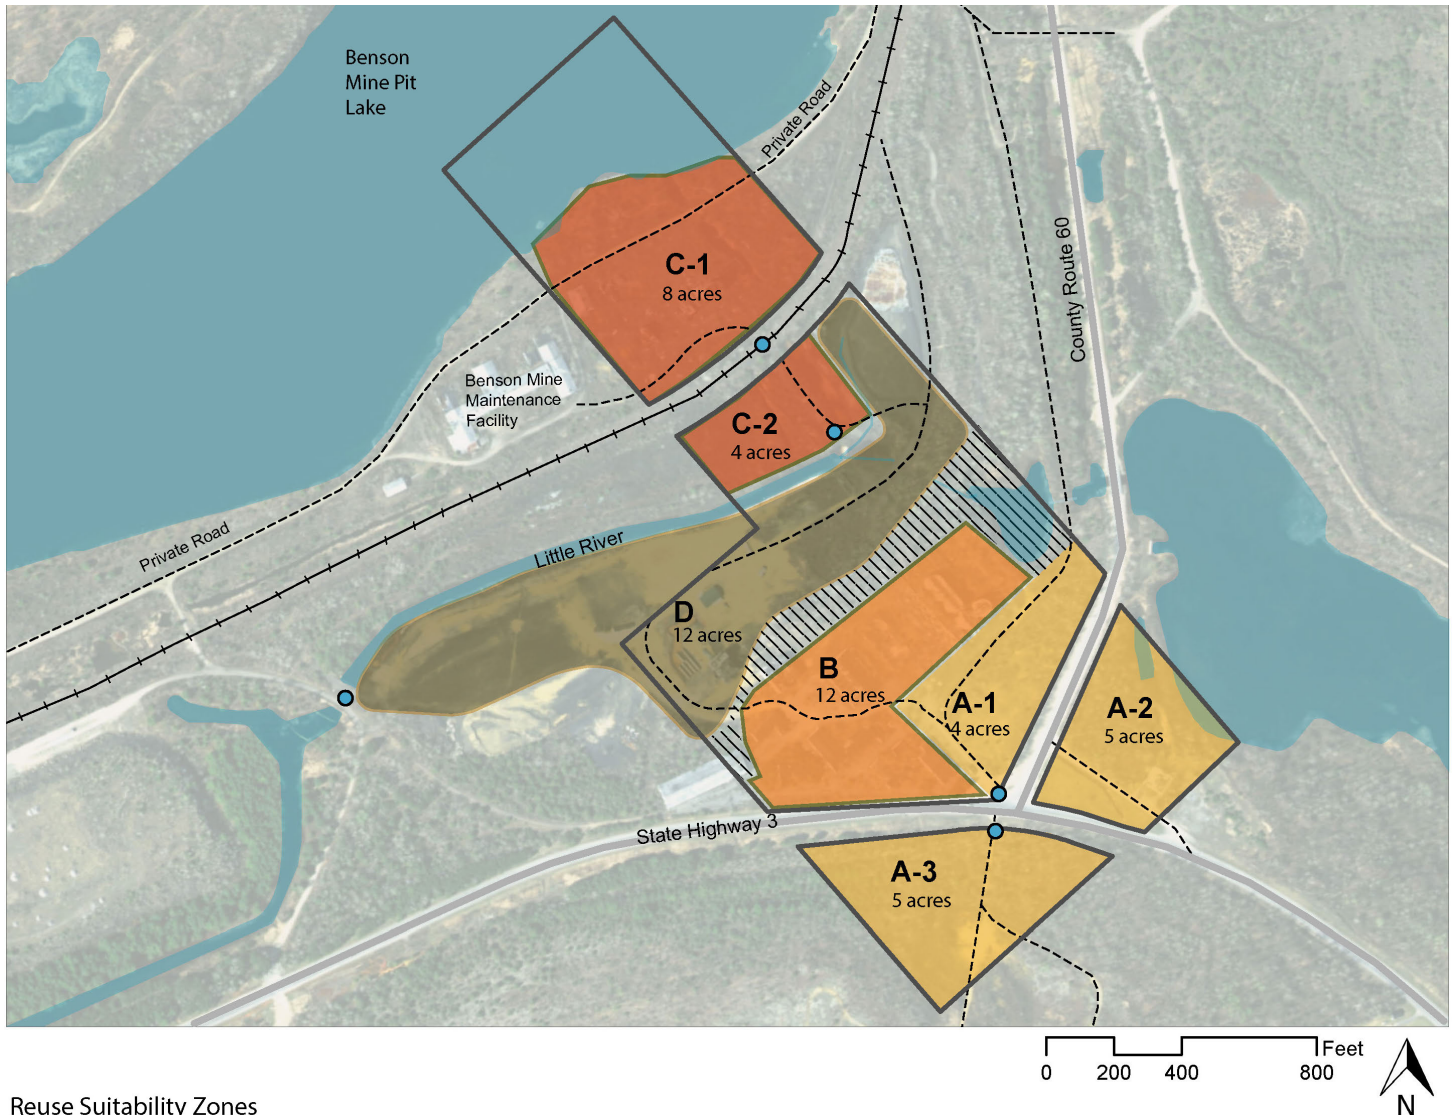 Benson
Mine Pit
Lake
Private Road
County Route 60
C-1
8 acres
Benson Mine
Maintenance
Facility
C-2
4 acres
Private Road
Little River
D
12 acres
B
12 acres
A-1
4 acres
A-2
5 acres
State Highway 3
A-3
5 acres
Feet
0 200 400 800
N
Reuse Suitability Zones